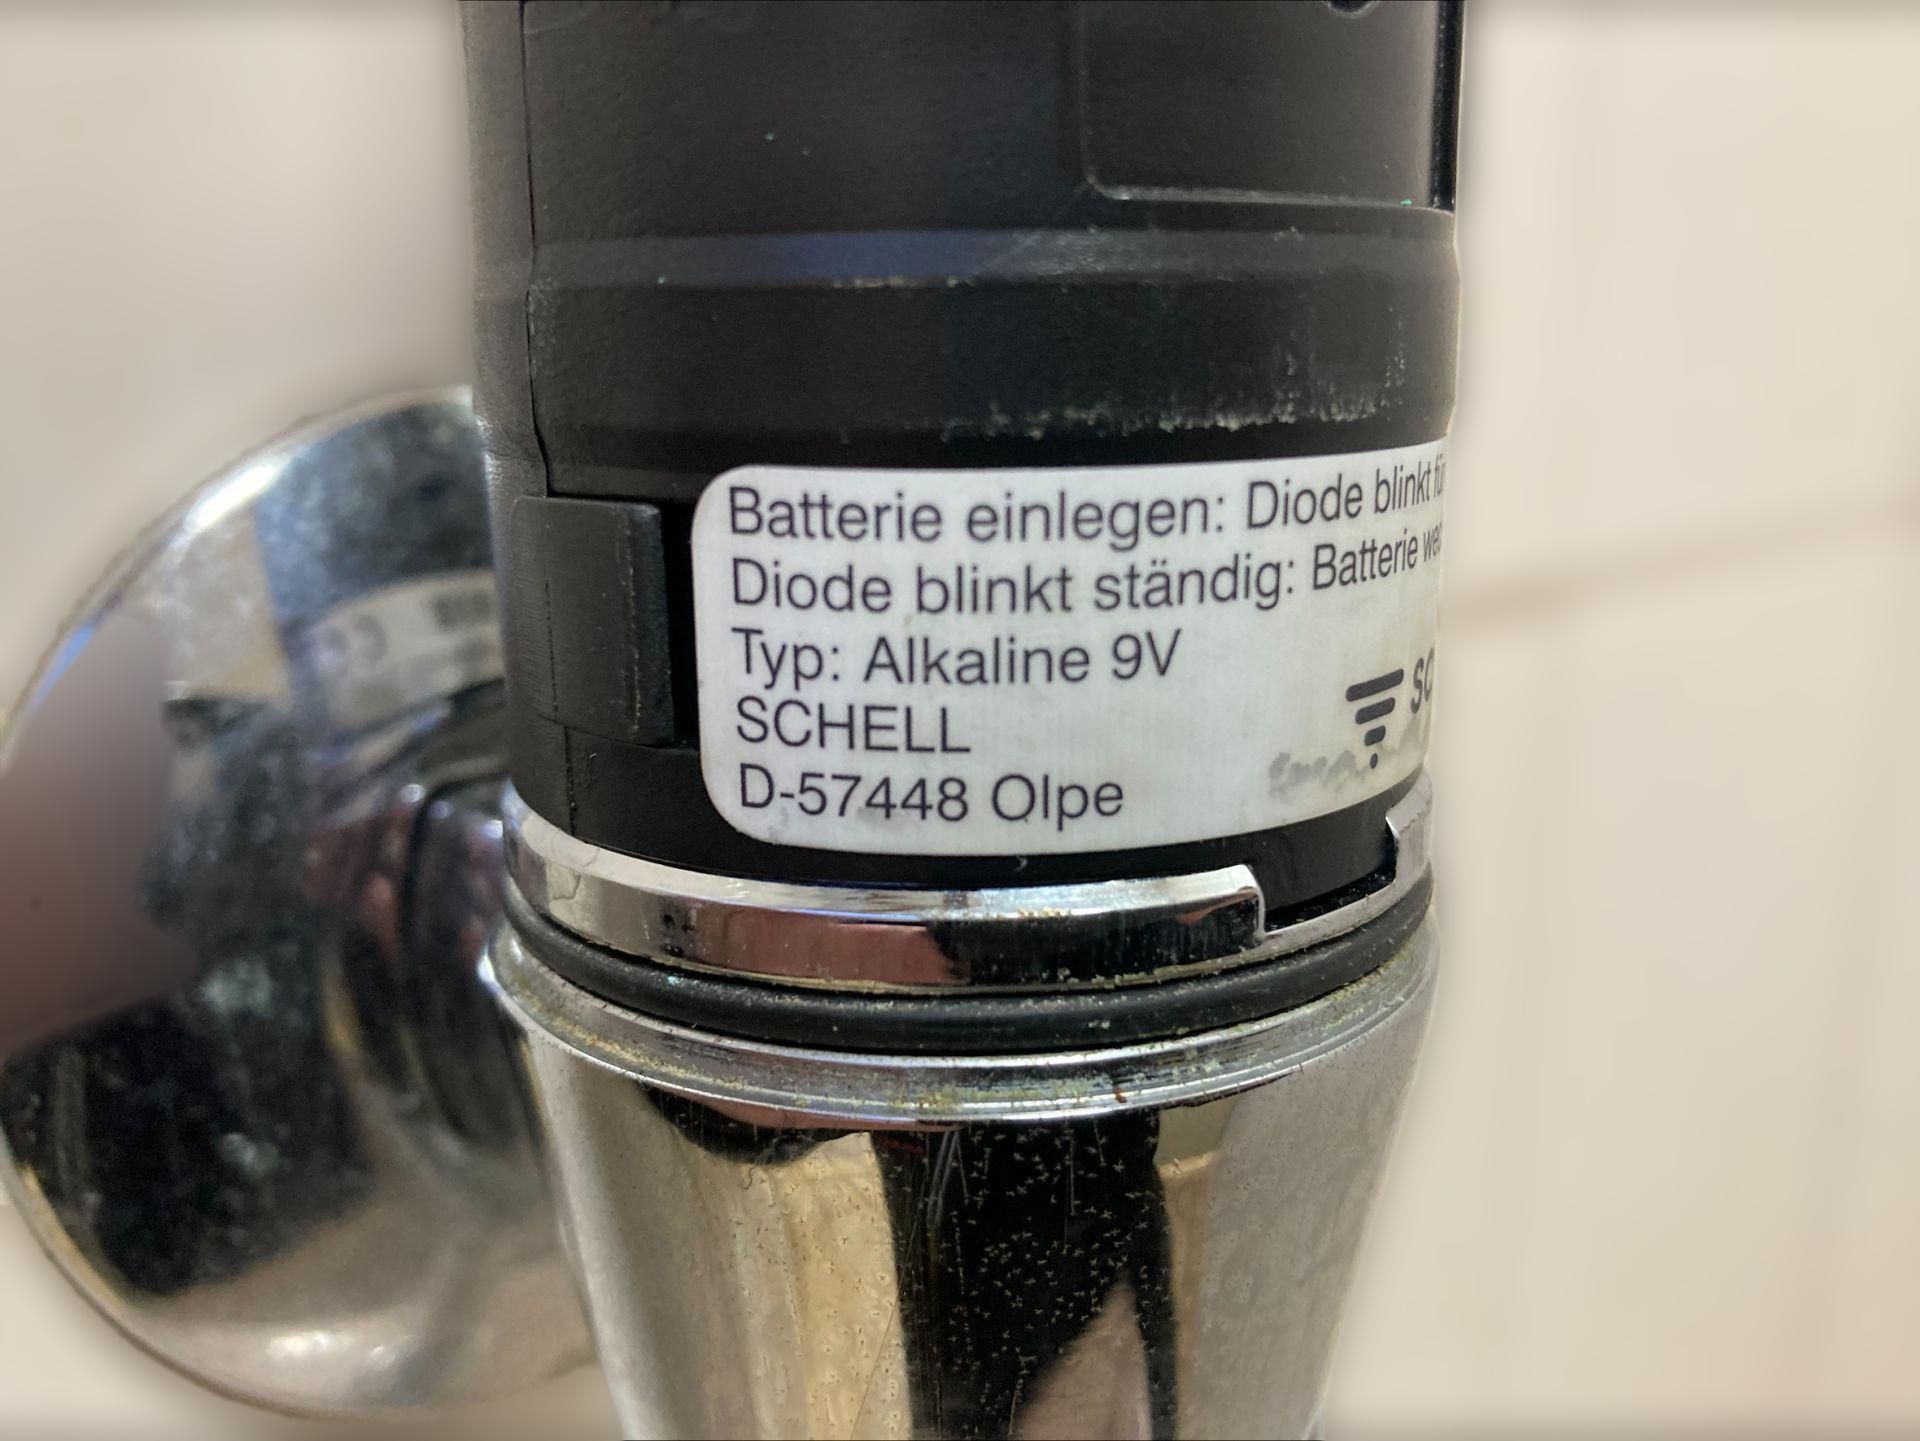 Batterie einlegen: Diode blinkt
Diode blinkt ständig: Batterie
Typ: Alkaline 9V
SCHELL
D-57448 Olpe